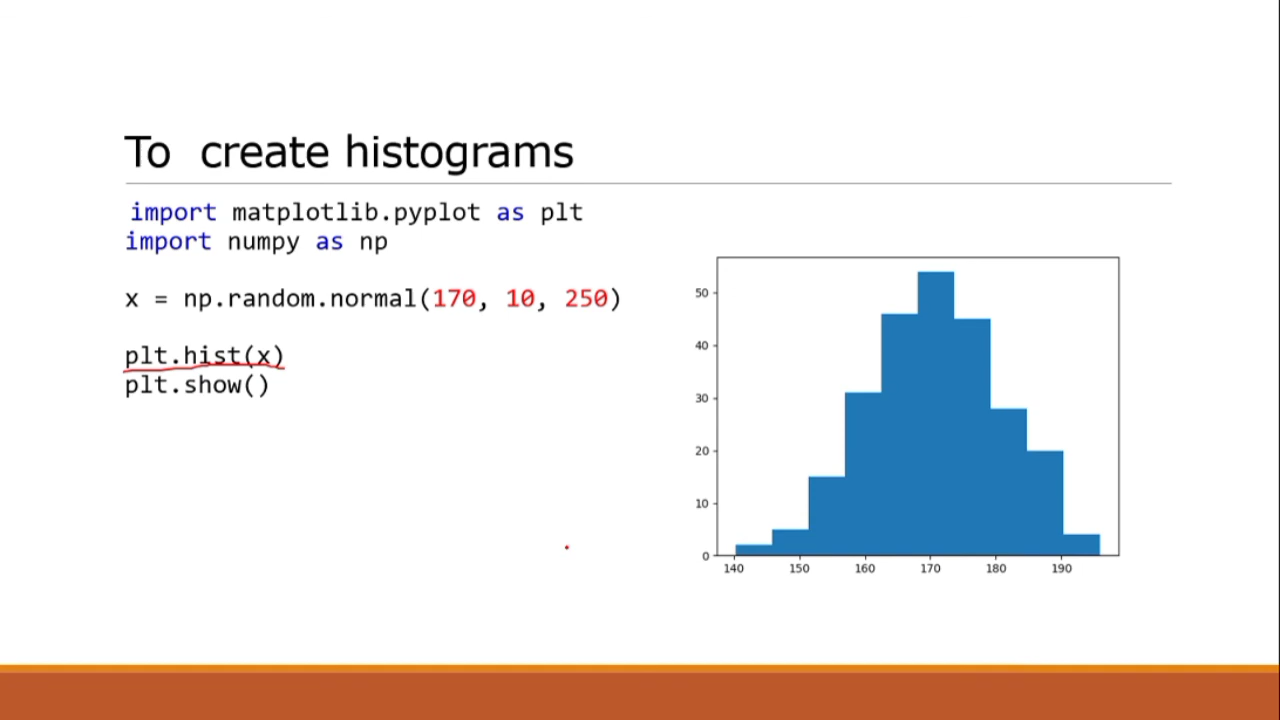 To  create histograms
import matplotlib.pyplot as plt
import numpy as np
x = np.random.normal(170, 10, 250)
plt.hist(x)
plt.show()
50
40
30
20
10
0
140 150 160 170 180 190